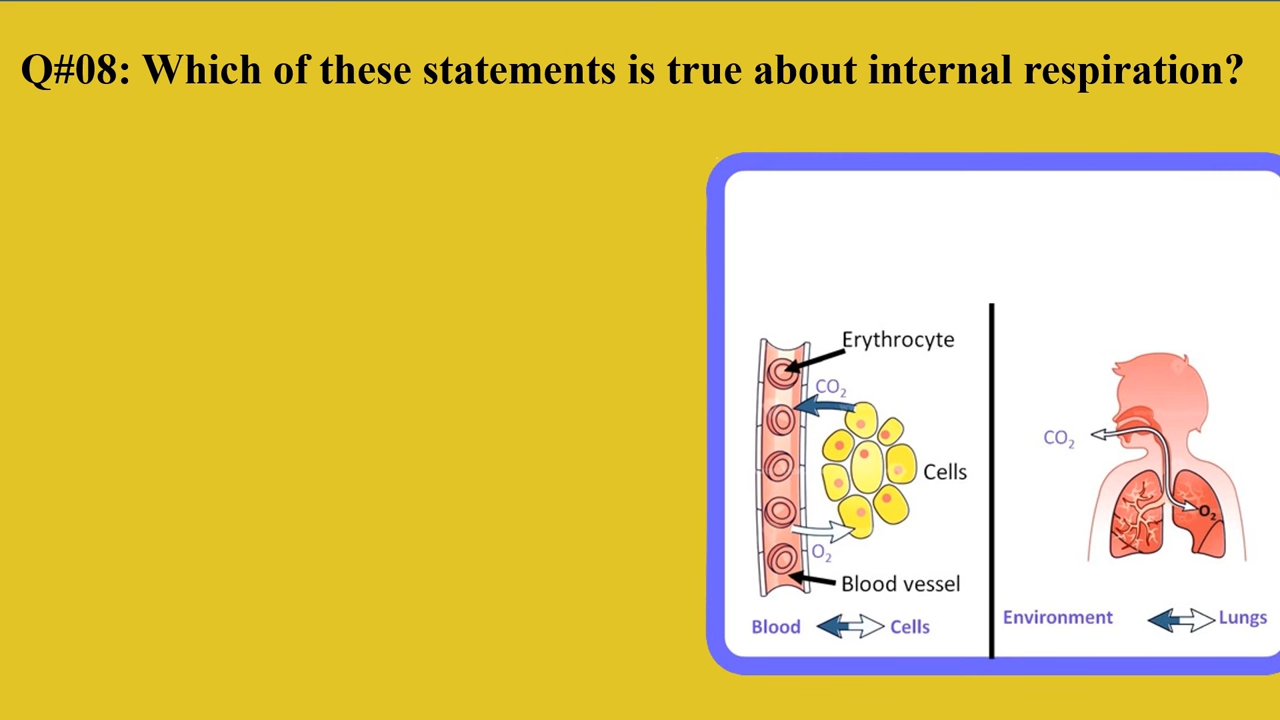 Q#08: Which of these statements is true about internal respiration?
Erythrocyte
CO₂
Cells
O₂
Blood vessel
Blood Cells
CO₂
O₂
Environment Lungs